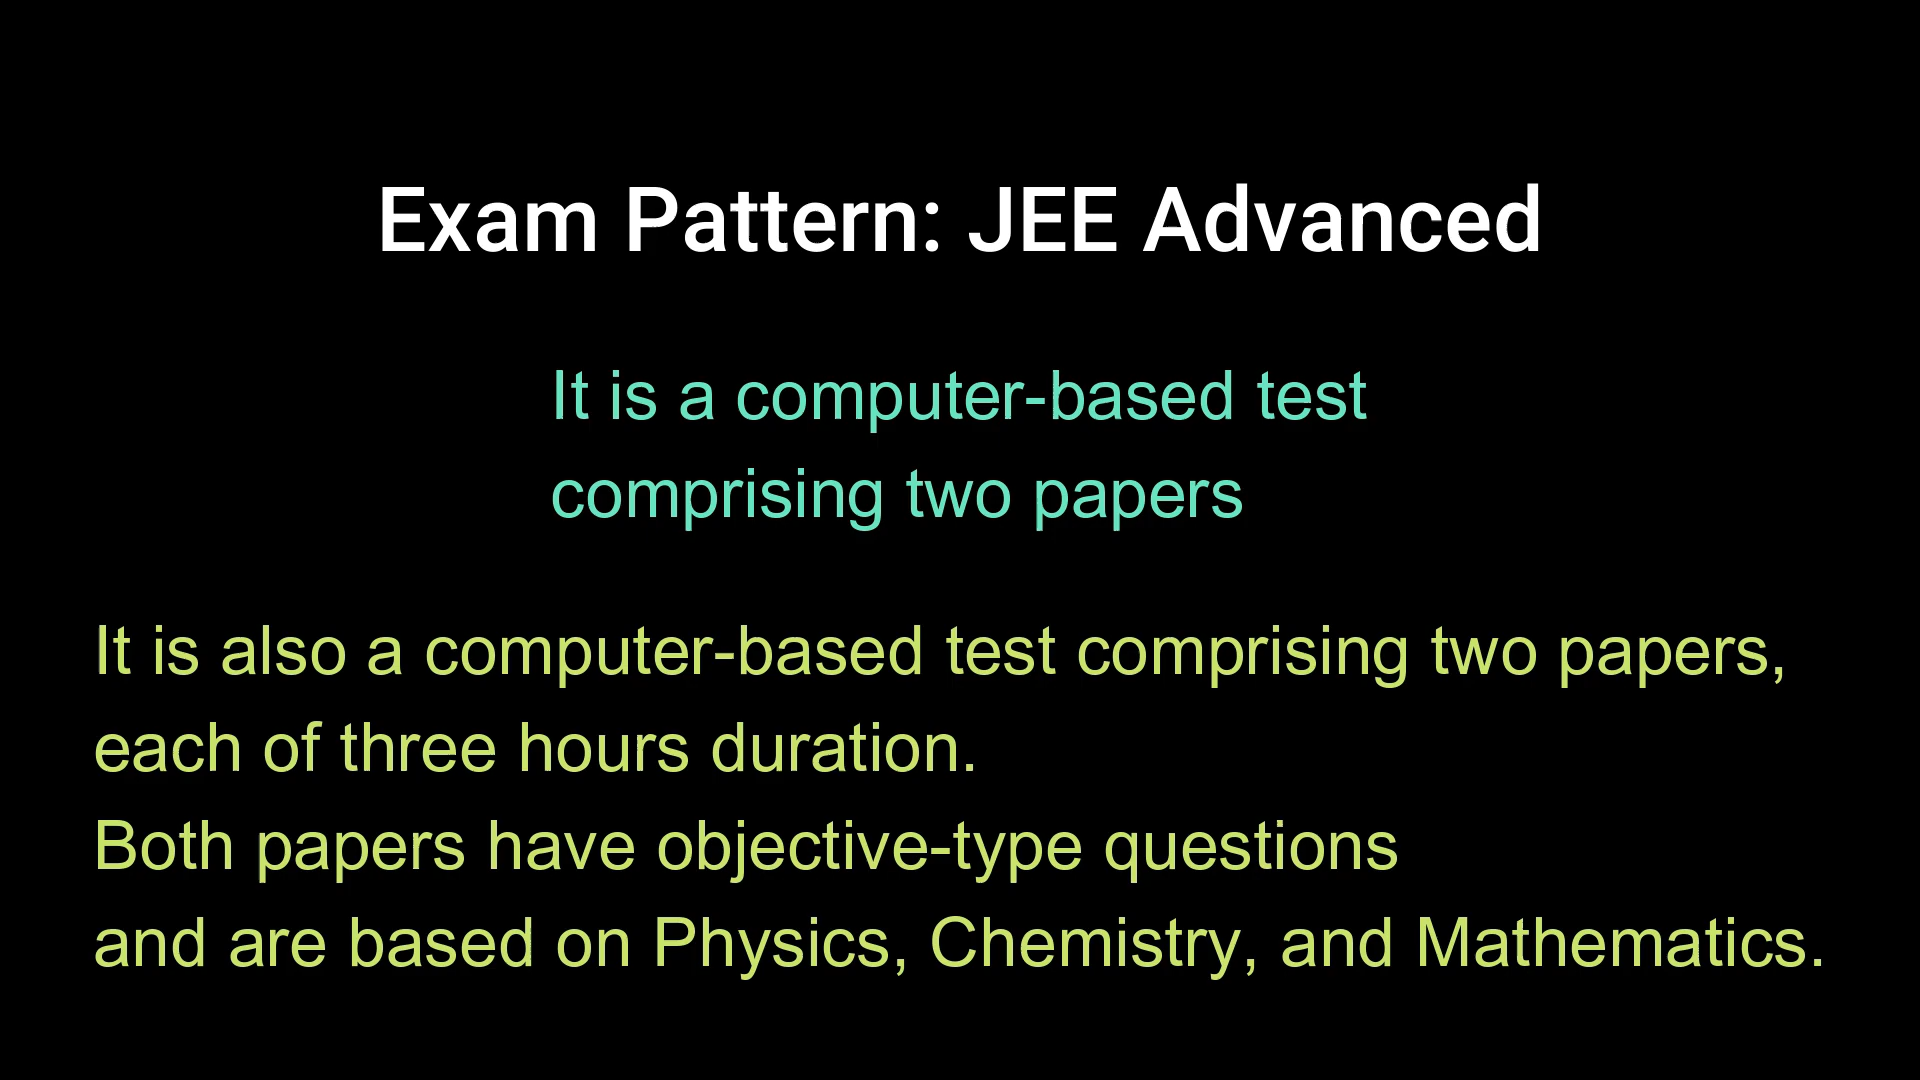 Exam Pattern: JEE Advanced
It is a computer-based test
comprising two papers
It is also a computer-based test comprising two papers,
each of three hours duration.
Both papers have objective-type questions
and are based on Physics, Chemistry, and Mathematics.